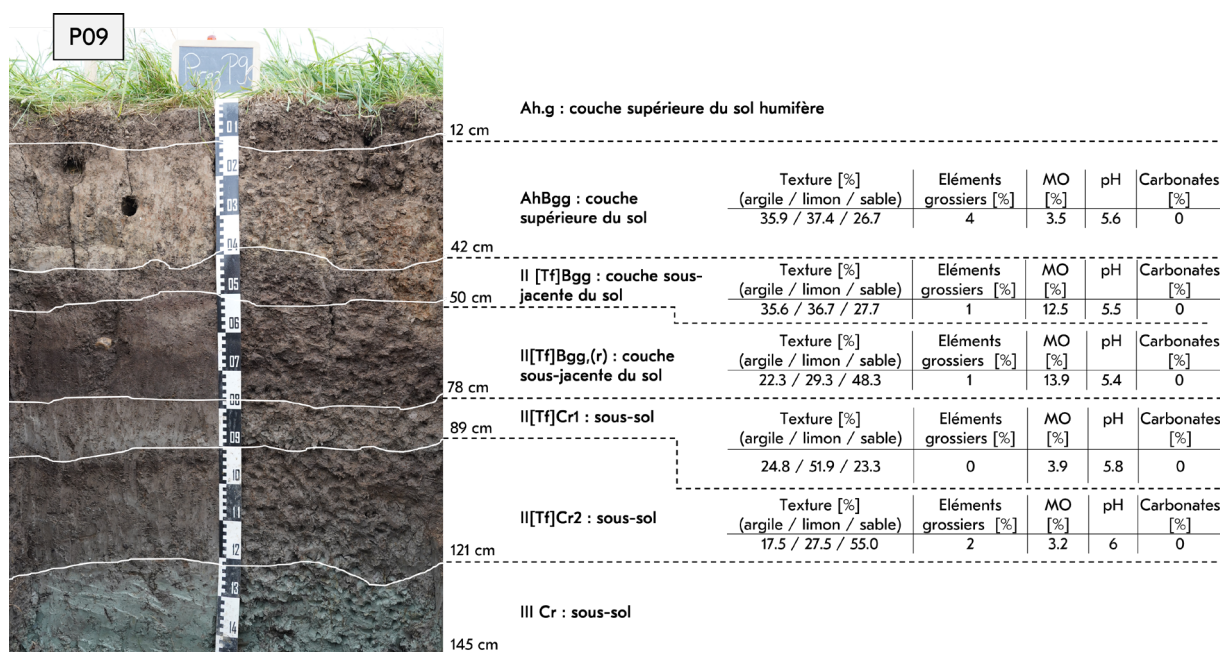 P09
P09
01
02
03
04
05
06
07
08
09
10
11
12
13
14
12 cm
42 cm
50 cm
78 cm
89 cm
121 cm
145 cm
Ah.g : couche supérieure du sol humifère
AhBgg : couche
supérieure du sol
Texture [%] Eléments MO pH Carbonates
(argile / limon / sable) grossiers [%] [%] [%]
35.9 / 37.4 / 26.7 4 3.5 5.6 0
II [Tf]Bgg : couche sous-
jacente du sol
Texture [%] Eléments MO pH Carbonates
(argile / limon / sable) grossiers [%] [%] [%]
35.6 / 36.7 / 27.7 1 12.5 5.5 0
II[Tf]Bgg,(r) : couche
sous-jacente du sol
Texture [%] Eléments MO pH Carbonates
(argile / limon / sable) grossiers [%] [%] [%]
22.3 / 29.3 / 48.3 1 13.9 5.4 0
II[Tf]Cr1 : sous-sol
Texture [%] Eléments MO pH Carbonates
(argile / limon / sable) grossiers [%] [%] [%]
24.8 / 51.9 / 23.3 0 3.9 5.8 0
II[Tf]Cr2 : sous-sol
Texture [%] Eléments MO pH Carbonates
(argile / limon / sable) grossiers [%] [%] [%]
17.5 / 27.5 / 55.0 2 3.2 6 0
III Cr : sous-sol